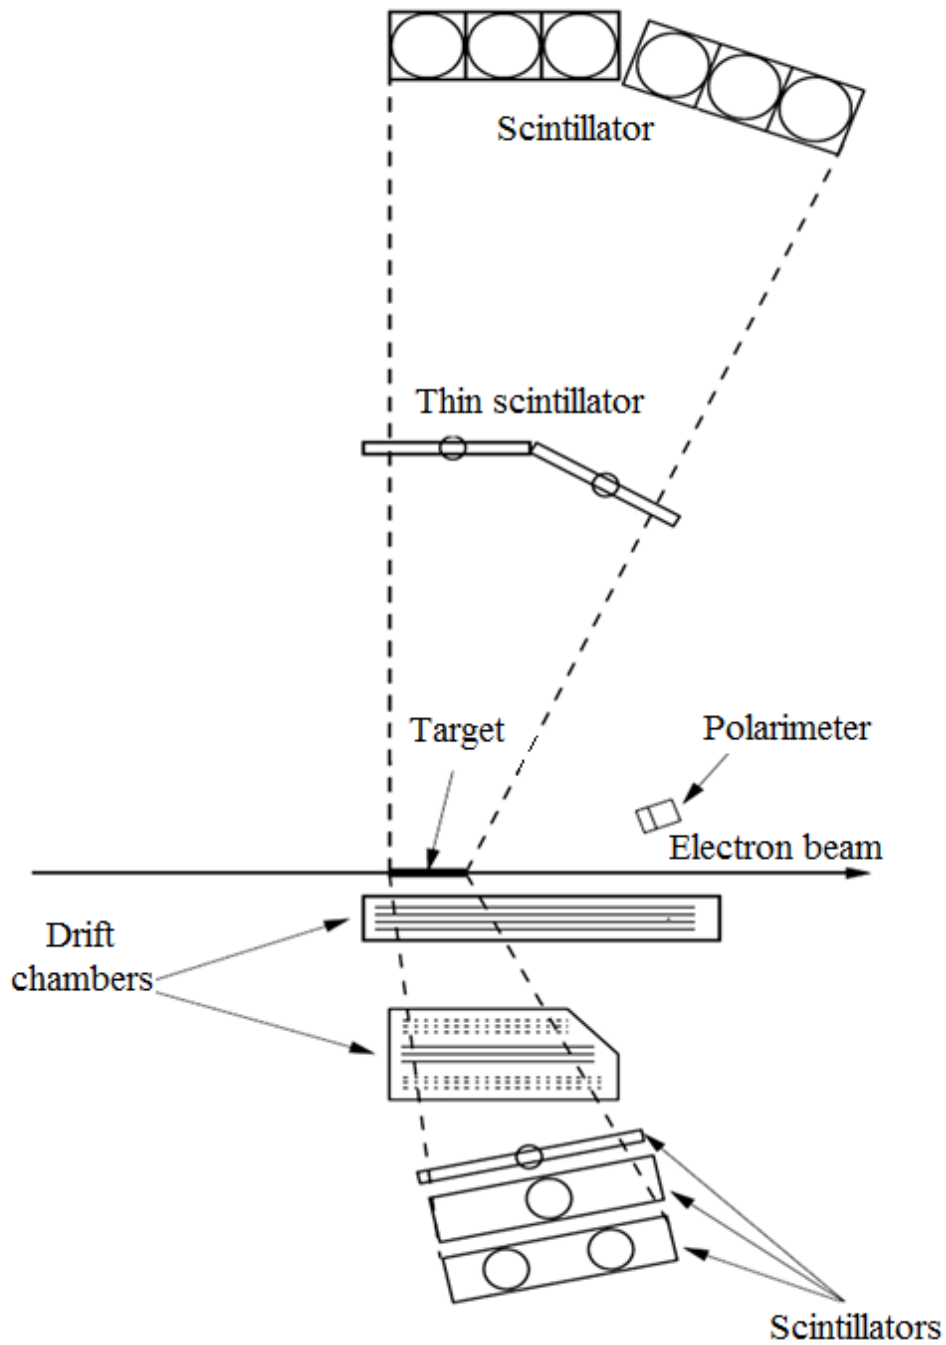 Scintillator
Thin scintillator
Target
Polarimeter
Electron beam
Drift
chambers
Scintillators